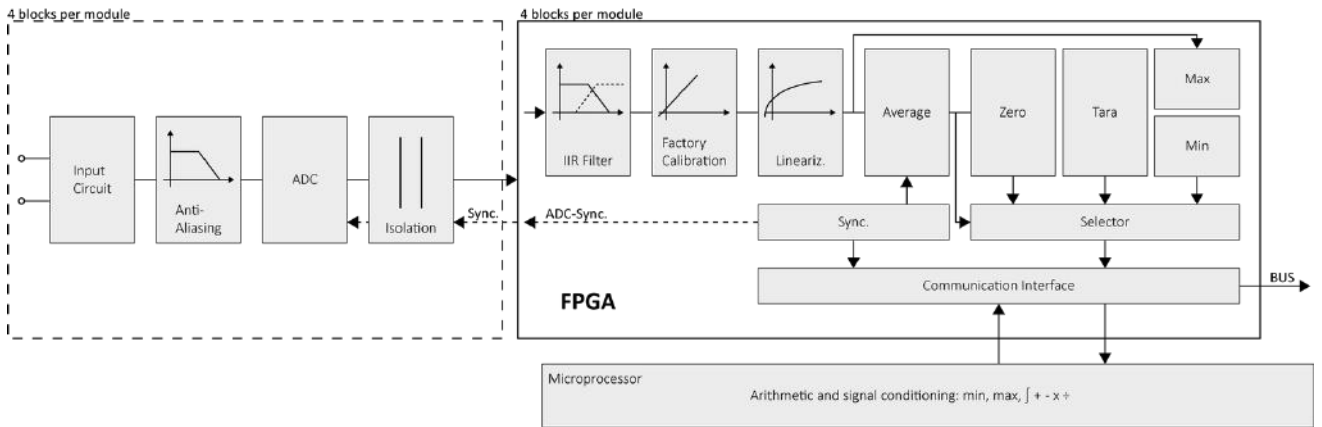 4 blocks per module
4 blocks per module
Input
Circuit
Anti-
Aliasing
ADC
Isolation
Sync.
ADC-Sync.
IIR Filter
Factory
Calibration
Lineariz.
Average
Zero
Tara
Max
Min
Sync.
Selector
Communication Interface
BUS
FPGA
Microprocessor
Arithmetic and signal conditioning: min, max, ∫ + - x ÷